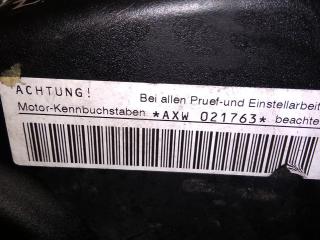 ACHTUNG!
Bei allen Pruef-und Einstellarbeit
Motor-Kennbuchstaben *AXW 021763* beachte